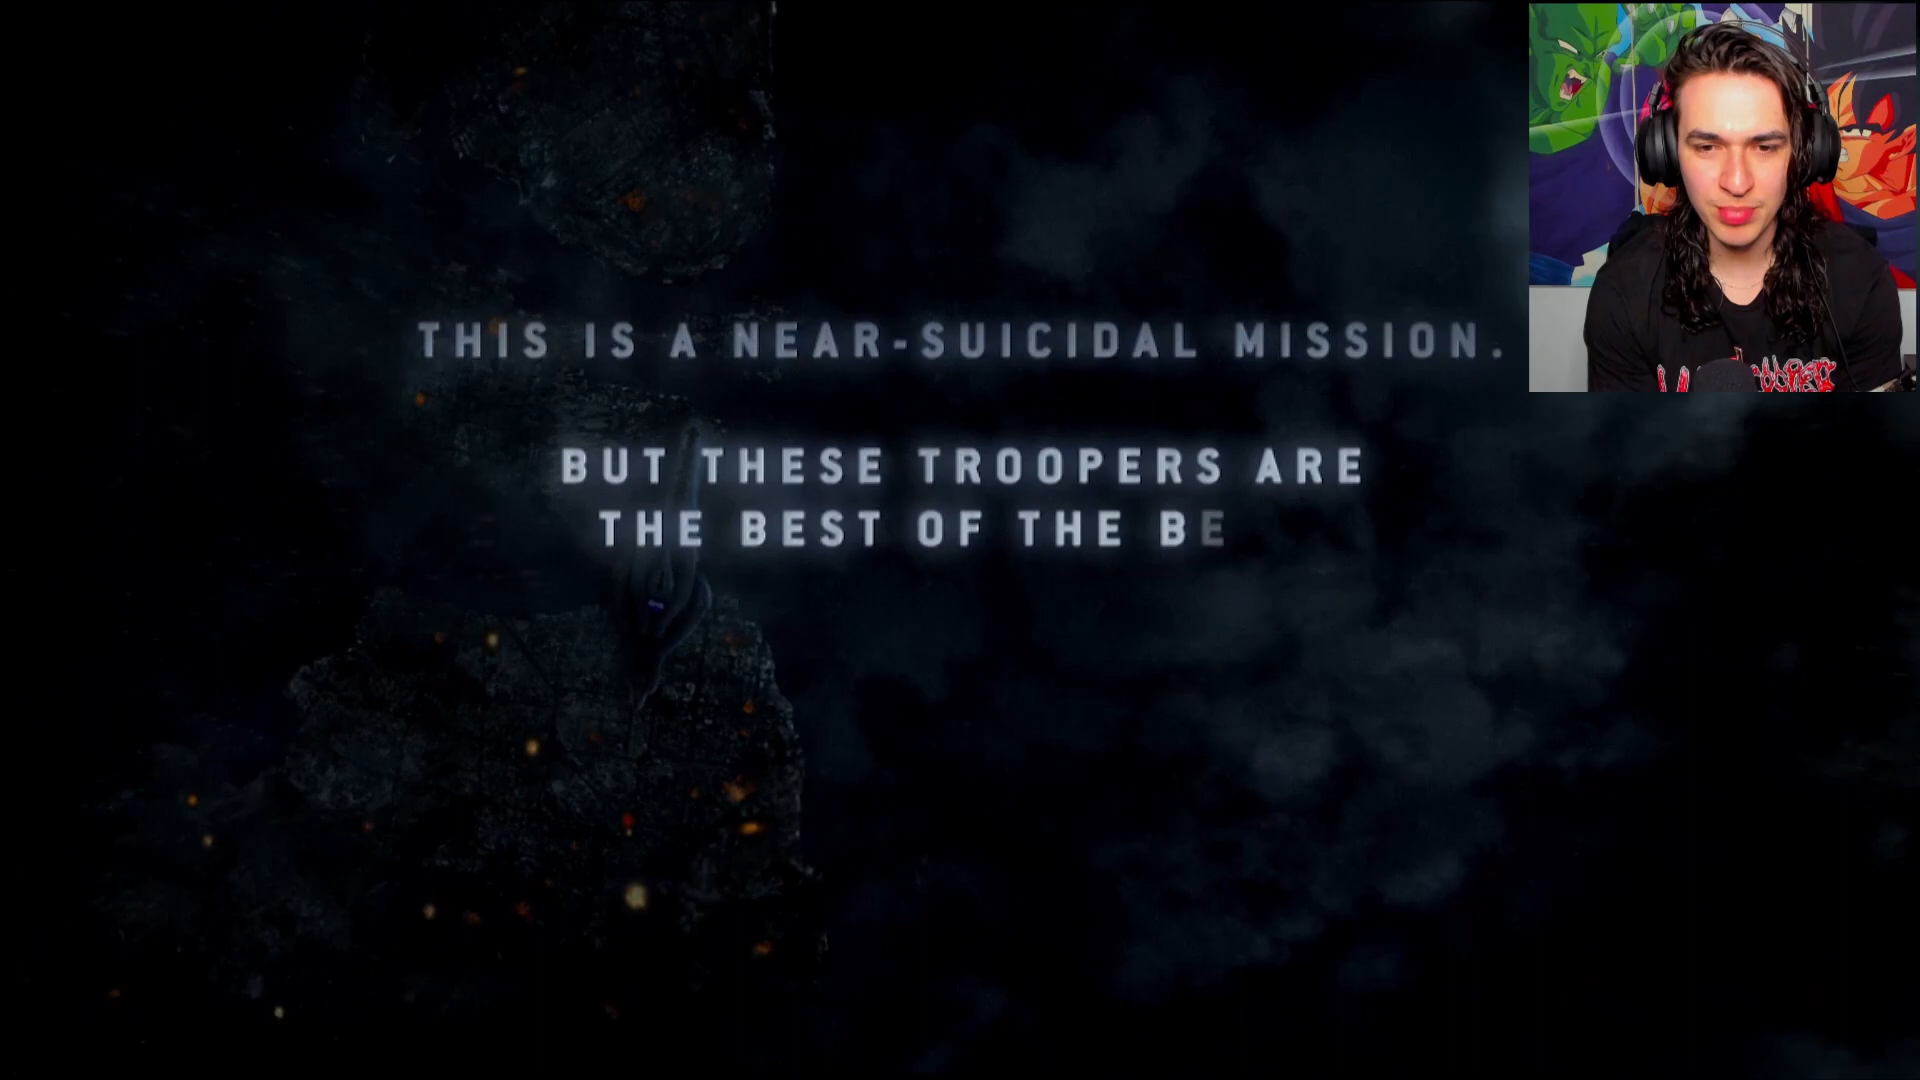 THIS IS A NEAR-SUICIDAL MISSION.
BUT THESE TROOPERS ARE
THE BEST OF THE BE